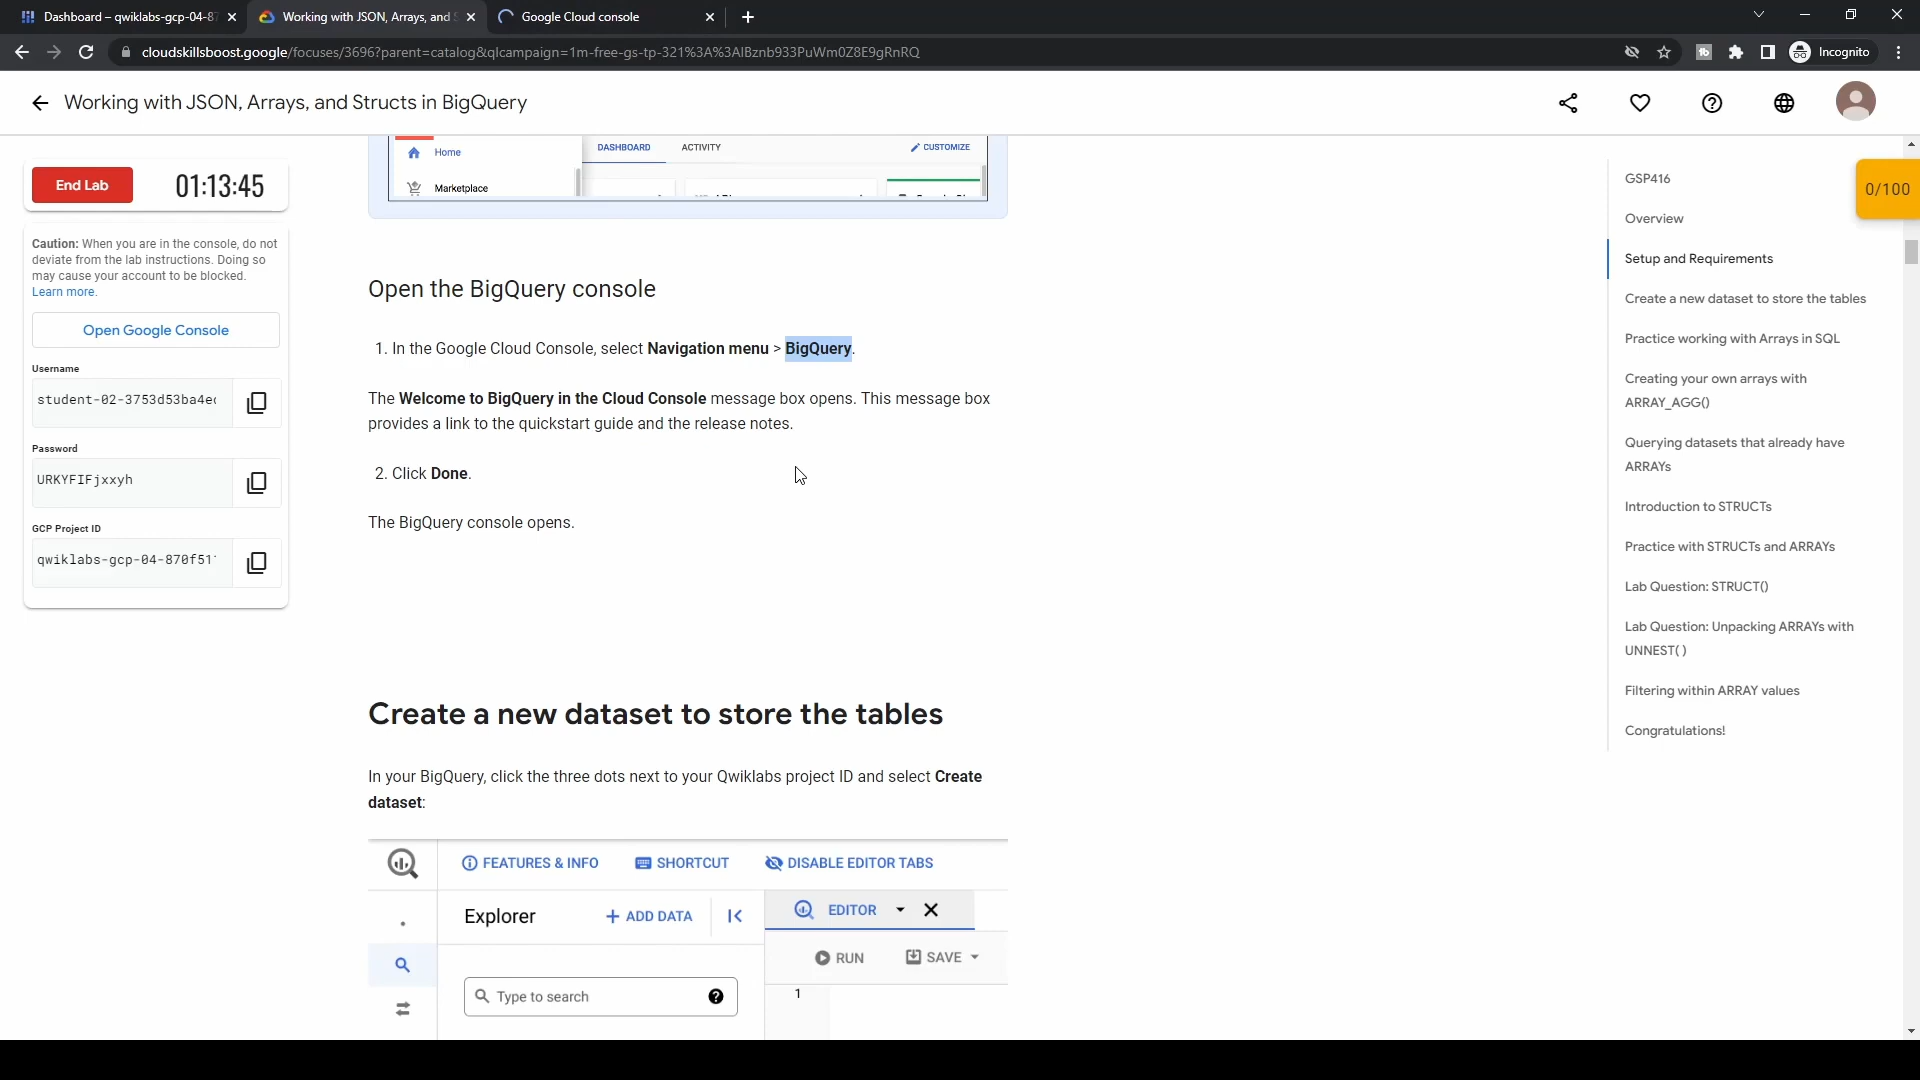 Dashboard – qwiklabs-gcp-04-87
Working with JSON, Arrays, and S
Google Cloud console
cloudskillsboost.google/focuses/3696?parent=catalog&qlcampaign=1m-free-gs-tp-321%3A%3AIBznb933PuWm0Z8E9gRnRQ
Incognito
Working with JSON, Arrays, and Structs in BigQuery
End Lab
01:13:45
Caution: When you are in the console, do not
deviate from the lab instructions. Doing so
may cause your account to be blocked.
Learn more.
Open Google Console
Username
student-02-3753d53ba4ec
Password
URKYFIFjxxyh
GCP Project ID
qwiklabs-gcp-04-870f51
Home
DASHBOARD
ACTIVITY
CUSTOMIZE
Marketplace
Open the BigQuery console
1. In the Google Cloud Console, select Navigation menu > BigQuery.
The Welcome to BigQuery in the Cloud Console message box opens. This message box
provides a link to the quickstart guide and the release notes.
2. Click Done.
The BigQuery console opens.
Create a new dataset to store the tables
In your BigQuery, click the three dots next to your Qwiklabs project ID and select Create
dataset:
FEATURES & INFO
SHORTCUT
DISABLE EDITOR TABS
Explorer
+ ADD DATA
EDITOR
RUN
SAVE
Type to search
1
GSP416
Overview
Setup and Requirements
Create a new dataset to store the tables
Practice working with Arrays in SQL
Creating your own arrays with
ARRAY_AGG()
Querying datasets that already have
ARRAYs
Introduction to STRUCTs
Practice with STRUCTs and ARRAYs
Lab Question: STRUCT()
Lab Question: Unpacking ARRAYs with
UNNEST( )
Filtering within ARRAY values
Congratulations!
0/100